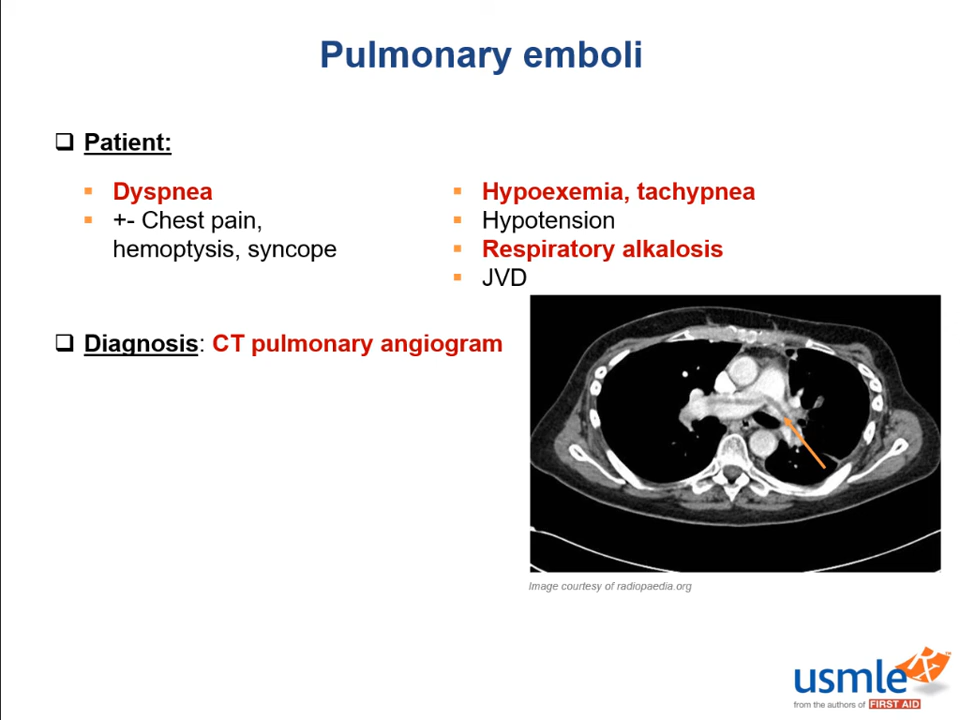 Pulmonary emboli
Patient:
Dyspnea
+- Chest pain,
hemoptysis, syncope
Hypoexemia, tachypnea
Hypotension
Respiratory alkalosis
JVD
Diagnosis: CT pulmonary angiogram
Image courtesy of radiopaedia.org
usmle Rx™
from the authors of FIRST AID